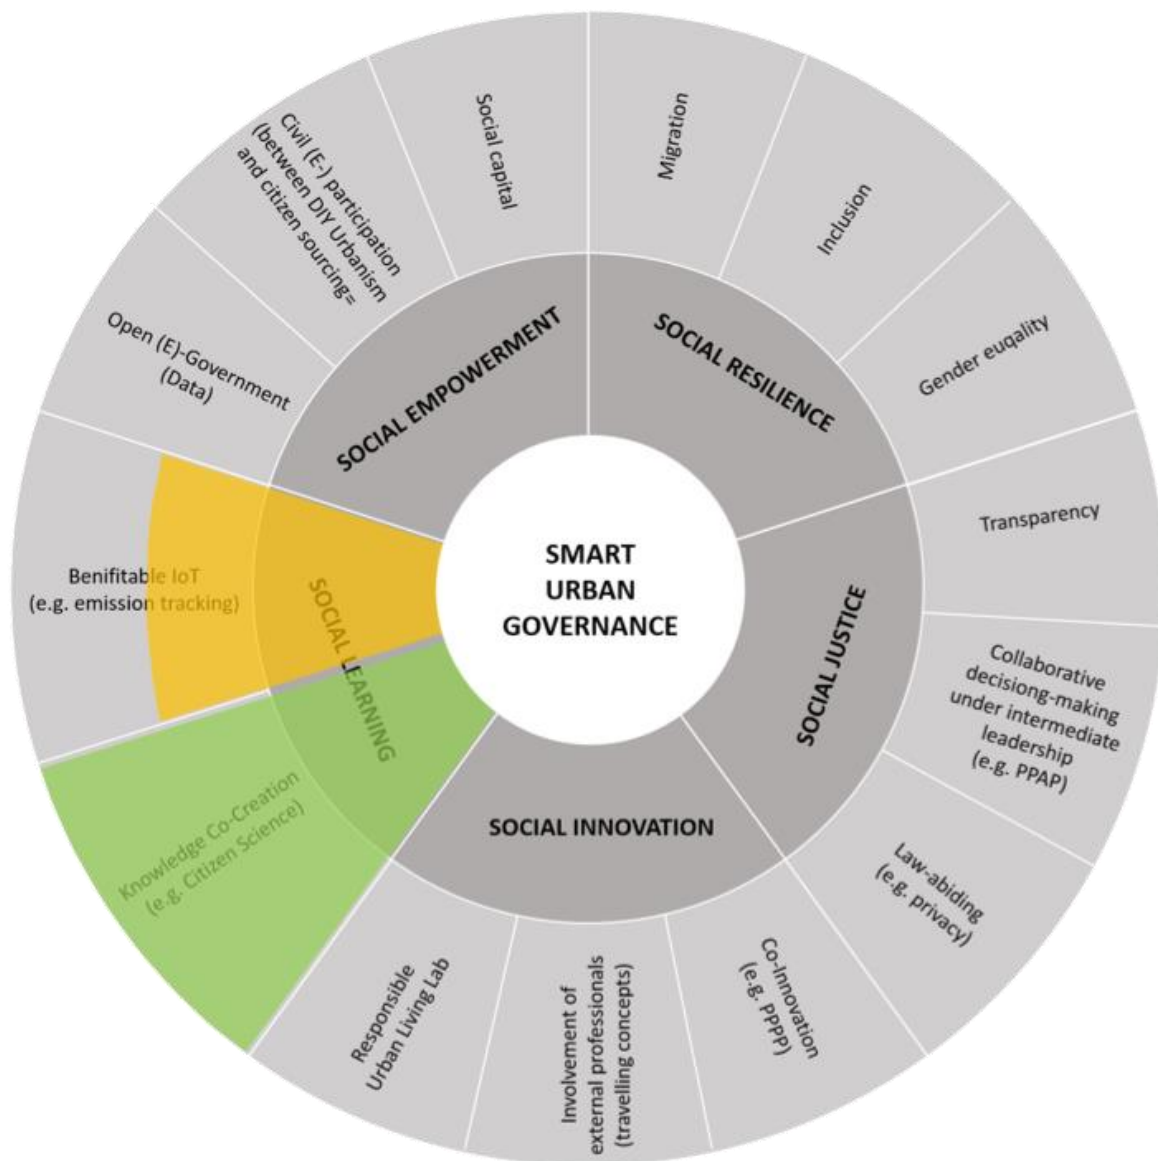 SMART
URBAN
GOVERNANCE
SOCIAL EMPOWERMENT
SOCIAL RESILIENCE
SOCIAL JUSTICE
SOCIAL INNOVATION
SOCIAL LEARNING
Social capital
Migration
Inclusion
Gender euqality
Transparency
Collaborative
decisiong-making
under intermediate
leadership
(e.g. PPAP)
Law-abiding
(e.g. privacy)
Co-Innovation
(e.g. PPPP)
Involvement of
external professionals
(travelling concepts)
Responsible
Urban Living Lab
Knowledge Co-Creation
(e.g. Citizen Science)
Benifitable IoT
(e.g. emission tracking)
Open (E)-Government
(Data)
Civil (E-) participation
(between DIY Urbanism
and citizen sourcing=